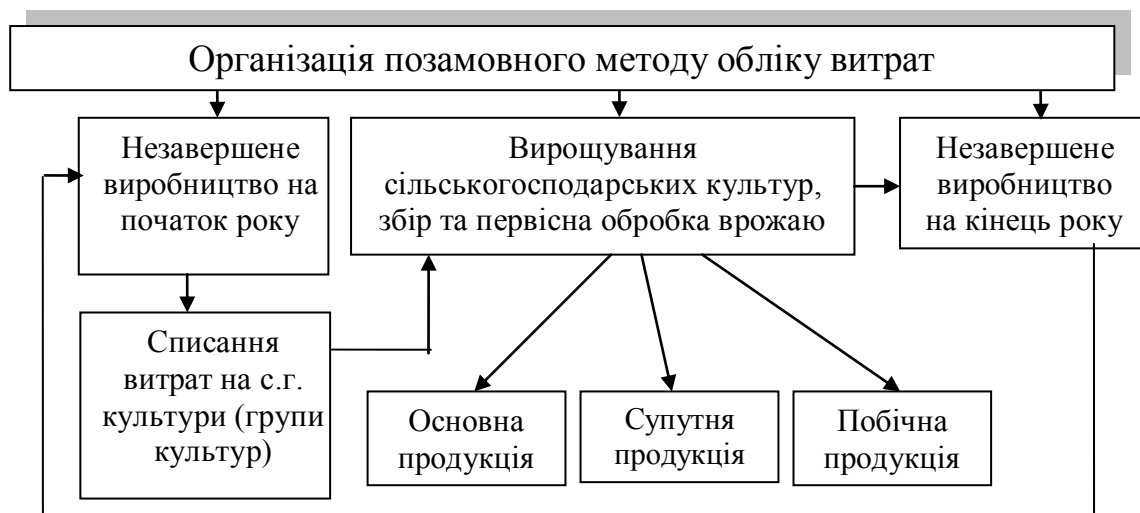 Організація позамовного методу обліку витрат
Незавершене
виробництво на
початок року
Вирощування
сільськогосподарських культур,
збір та первісна обробка врожаю
Незавершене
виробництво
на кінець року
Списання
витрат на с.г.
культури (групи
культур)
Основна
продукція
Супутня
продукція
Побічна
продукція